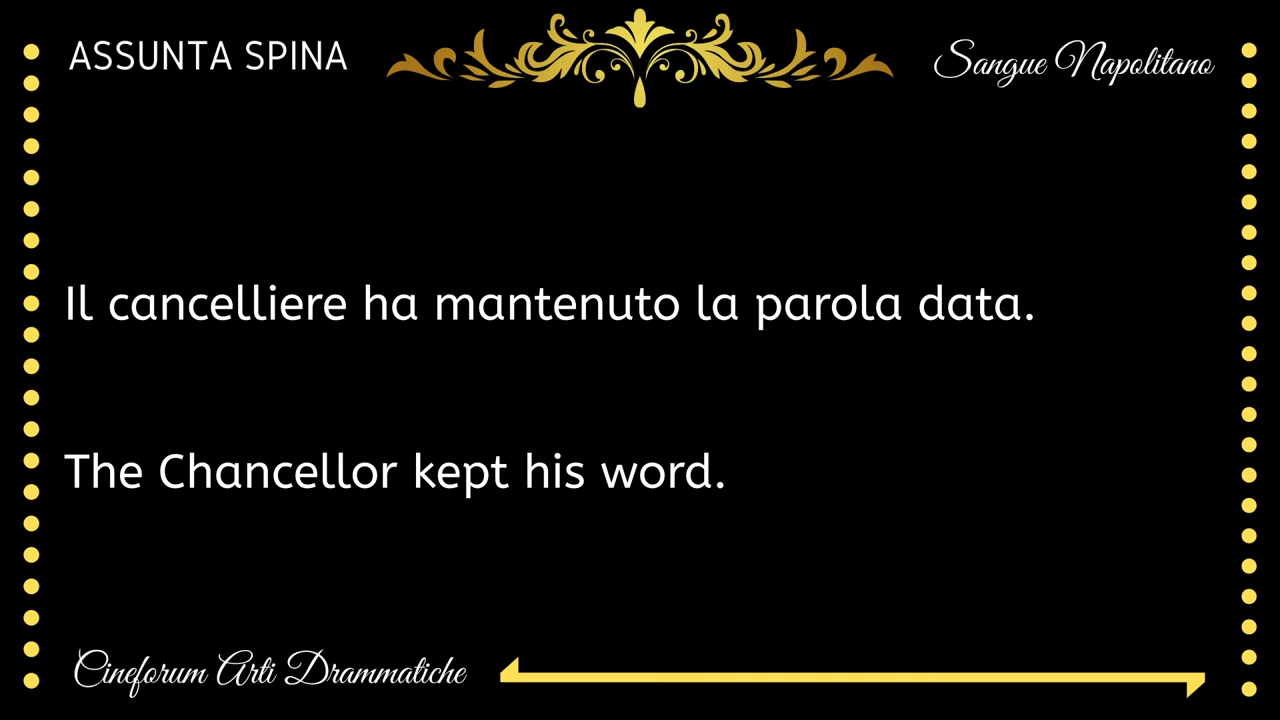 ASSUNTA SPINA
Sangue Napolitano
Il cancelliere ha mantenuto la parola data.
The Chancellor kept his word.
Cineforum Arti Drammatiche